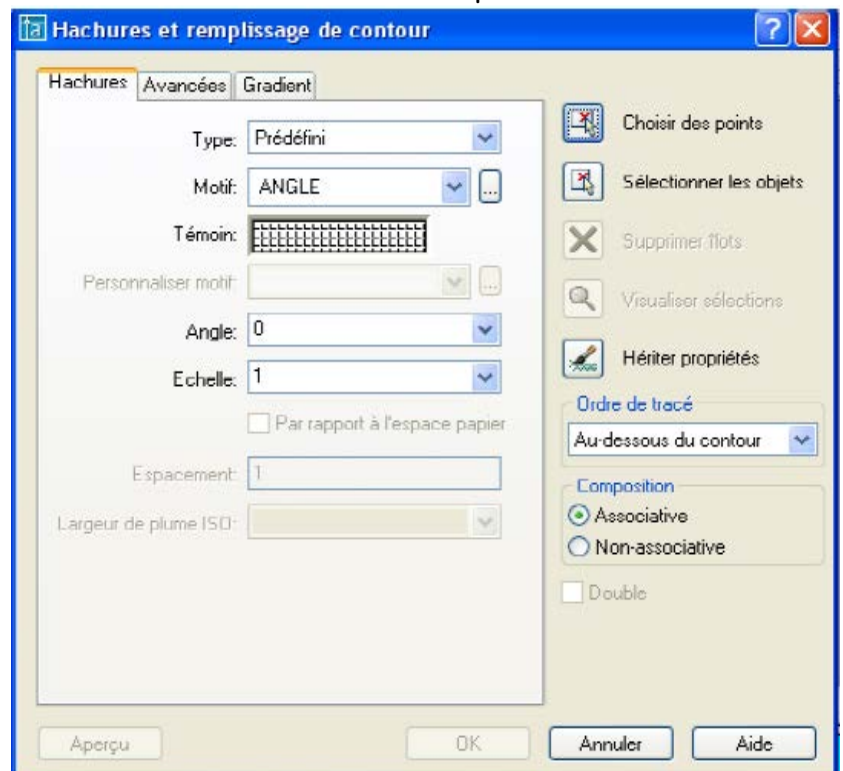 Hachures et remplissage de contour
Hachures Avancées Gradient
Type: Prédéfini
Motif: ANGLE ...
Témoin:
Personnaliser motif: ...
Angle: 0
Echelle: 1
Par rapport à l'espace papier
Espacement: 1
Largeur de plume ISO:
Choisir des points
Sélectionner les objets
Supprimer îlots
Visualiser sélections
Hériter propriétés
Ordre de tracé
Au-dessous du contour
Composition
Associative
Non-associative
Double
Aperçu OK Annuler Aide